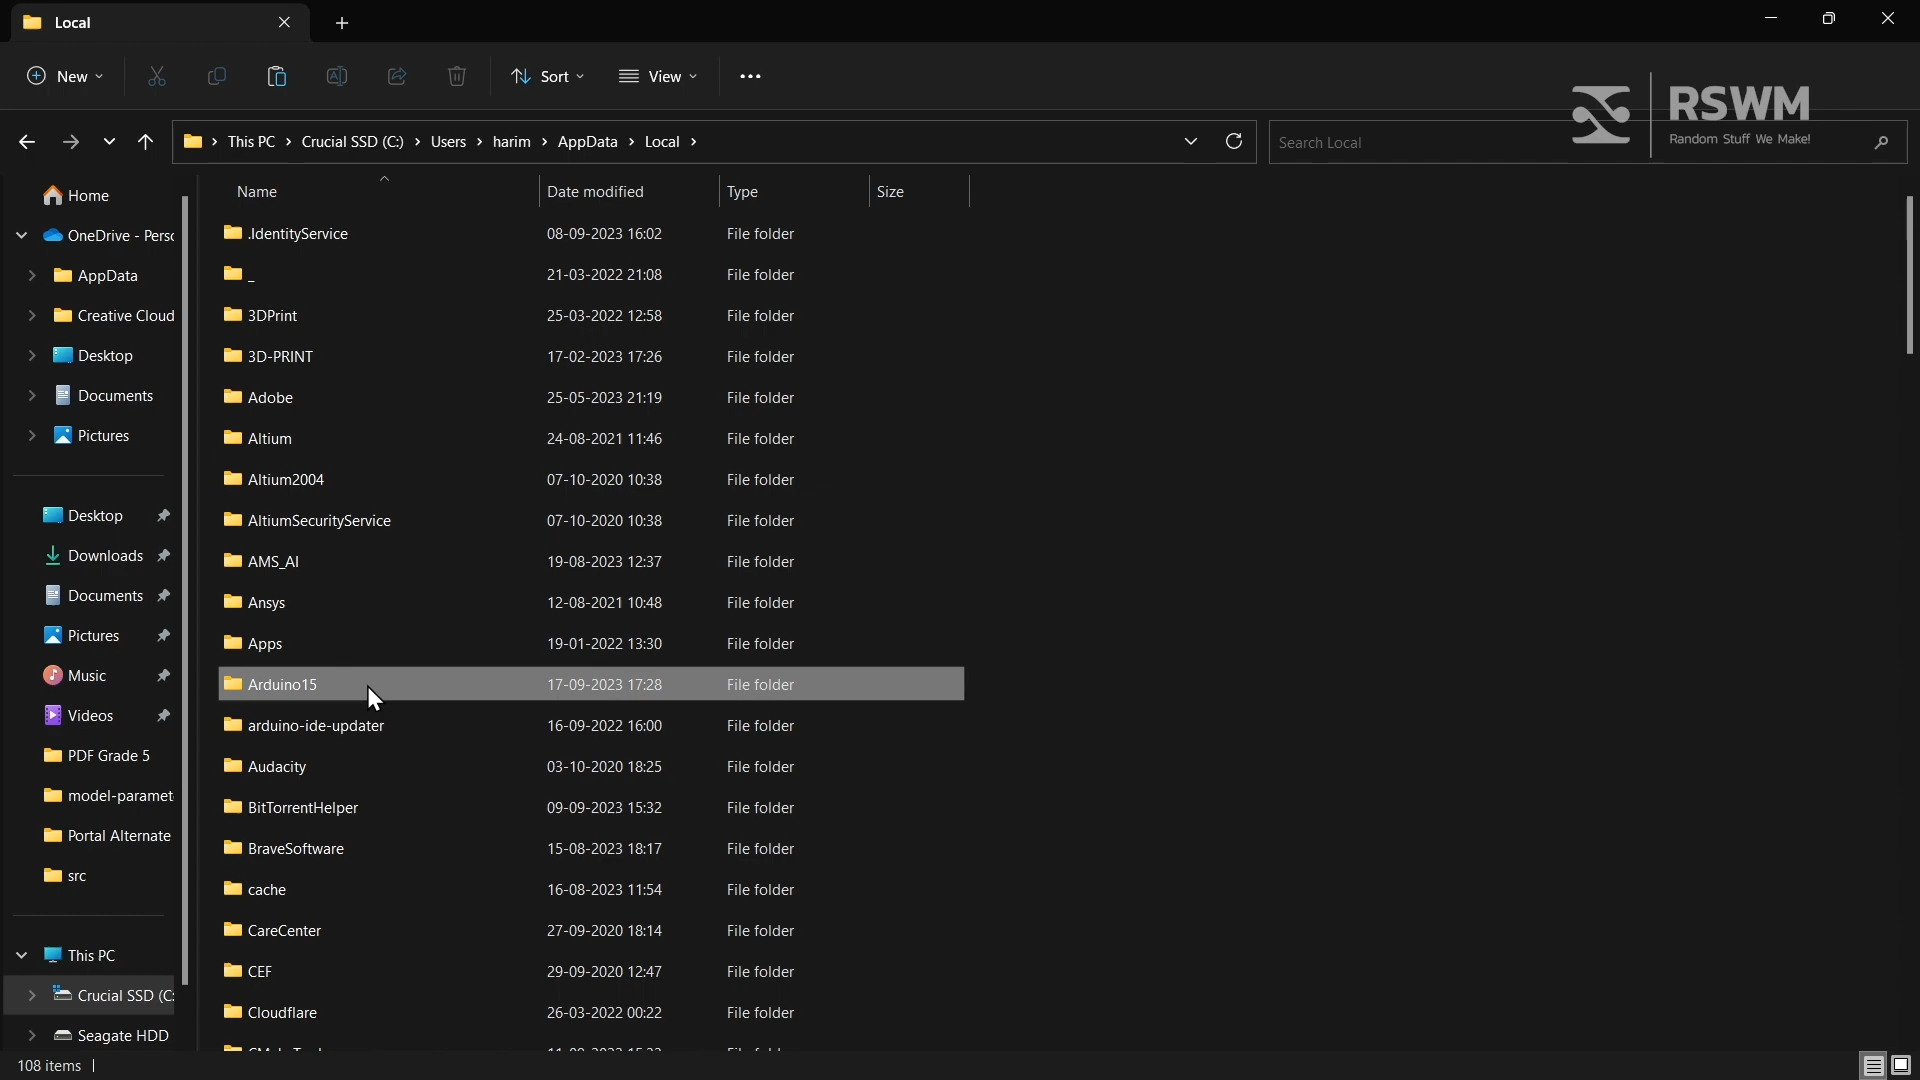 Local
New
Sort
View
RSWM
Random Stuff We Make!
This PC > Crucial SSD (C:) > Users > harim > AppData > Local >
Search Local
Name Date modified Type Size
Home
OneDrive - Persc
AppData
Creative Cloud
Desktop
Documents
Pictures
Desktop
Downloads
Documents
Pictures
Music
Videos
PDF Grade 5
model-paramet
Portal Alternate
src
This PC
Crucial SSD (C:
Seagate HDD
.IdentityService 08-09-2023 16:02 File folder
_ 21-03-2022 21:08 File folder
3DPrint 25-03-2022 12:58 File folder
3D-PRINT 17-02-2023 17:26 File folder
Adobe 25-05-2023 21:19 File folder
Altium 24-08-2021 11:46 File folder
Altium2004 07-10-2020 10:38 File folder
AltiumSecurityService 07-10-2020 10:38 File folder
AMS_AI 19-08-2023 12:37 File folder
Ansys 12-08-2021 10:48 File folder
Apps 19-01-2022 13:30 File folder
Arduino15 17-09-2023 17:28 File folder
arduino-ide-updater 16-09-2022 16:00 File folder
Audacity 03-10-2020 18:25 File folder
BitTorrentHelper 09-09-2023 15:32 File folder
BraveSoftware 15-08-2023 18:17 File folder
cache 16-08-2023 11:54 File folder
CareCenter 27-09-2020 18:14 File folder
CEF 29-09-2020 12:47 File folder
Cloudflare 26-03-2022 00:22 File folder
108 items